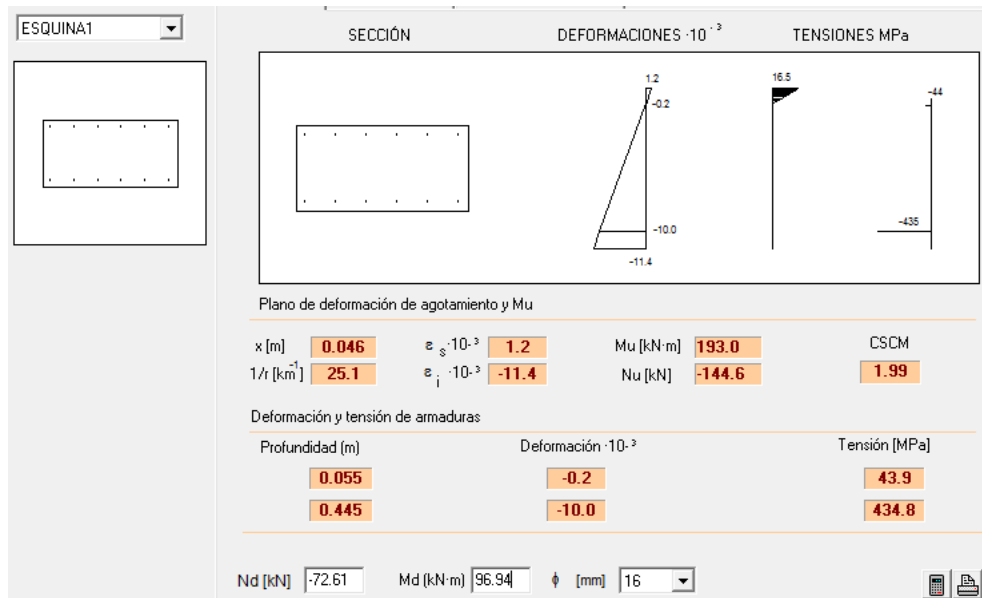 ESQUINA1
SECCIÓN DEFORMACIONES ·10⁻³ TENSIONES MPa
1.2
-0.2
-10.0
-11.4
16.5
-44
-435
Plano de deformación de agotamiento y Mu
x [m] 0.046 ε s ·10-³ 1.2 Mu [kN·m] 193.0 CSCM
1/r [km-1] 25.1 ε i ·10-³ -11.4 Nu [kN] -144.6 1.99
Deformación y tensión de armaduras
Profundidad (m) Deformación ·10-³ Tensión [MPa]
0.055 -0.2 43.9
0.445 -10.0 434.8
Nd [kN] -72.61 Md (kN·m) 96.94 ϕ [mm] 16